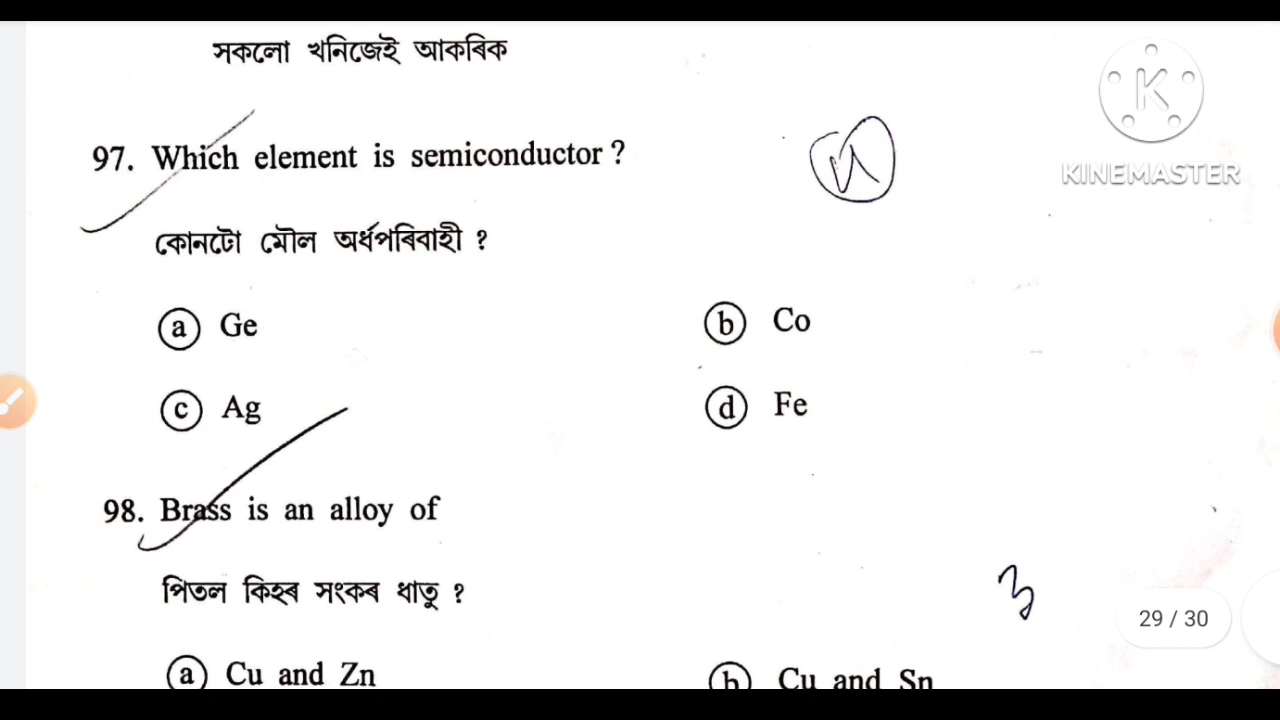 সকলো খনিজেই আকৰিক
97. Which element is semiconductor ?
কোনটো মৌল অৰ্ধপৰিবাহী ?
a Ge
b Co
c Ag
d Fe
98. Brass is an alloy of
পিতল কিহৰ সংকৰ ধাতু ?
a Cu and Zn
b Cu and Sn
K
KINEMASTER
29 / 30